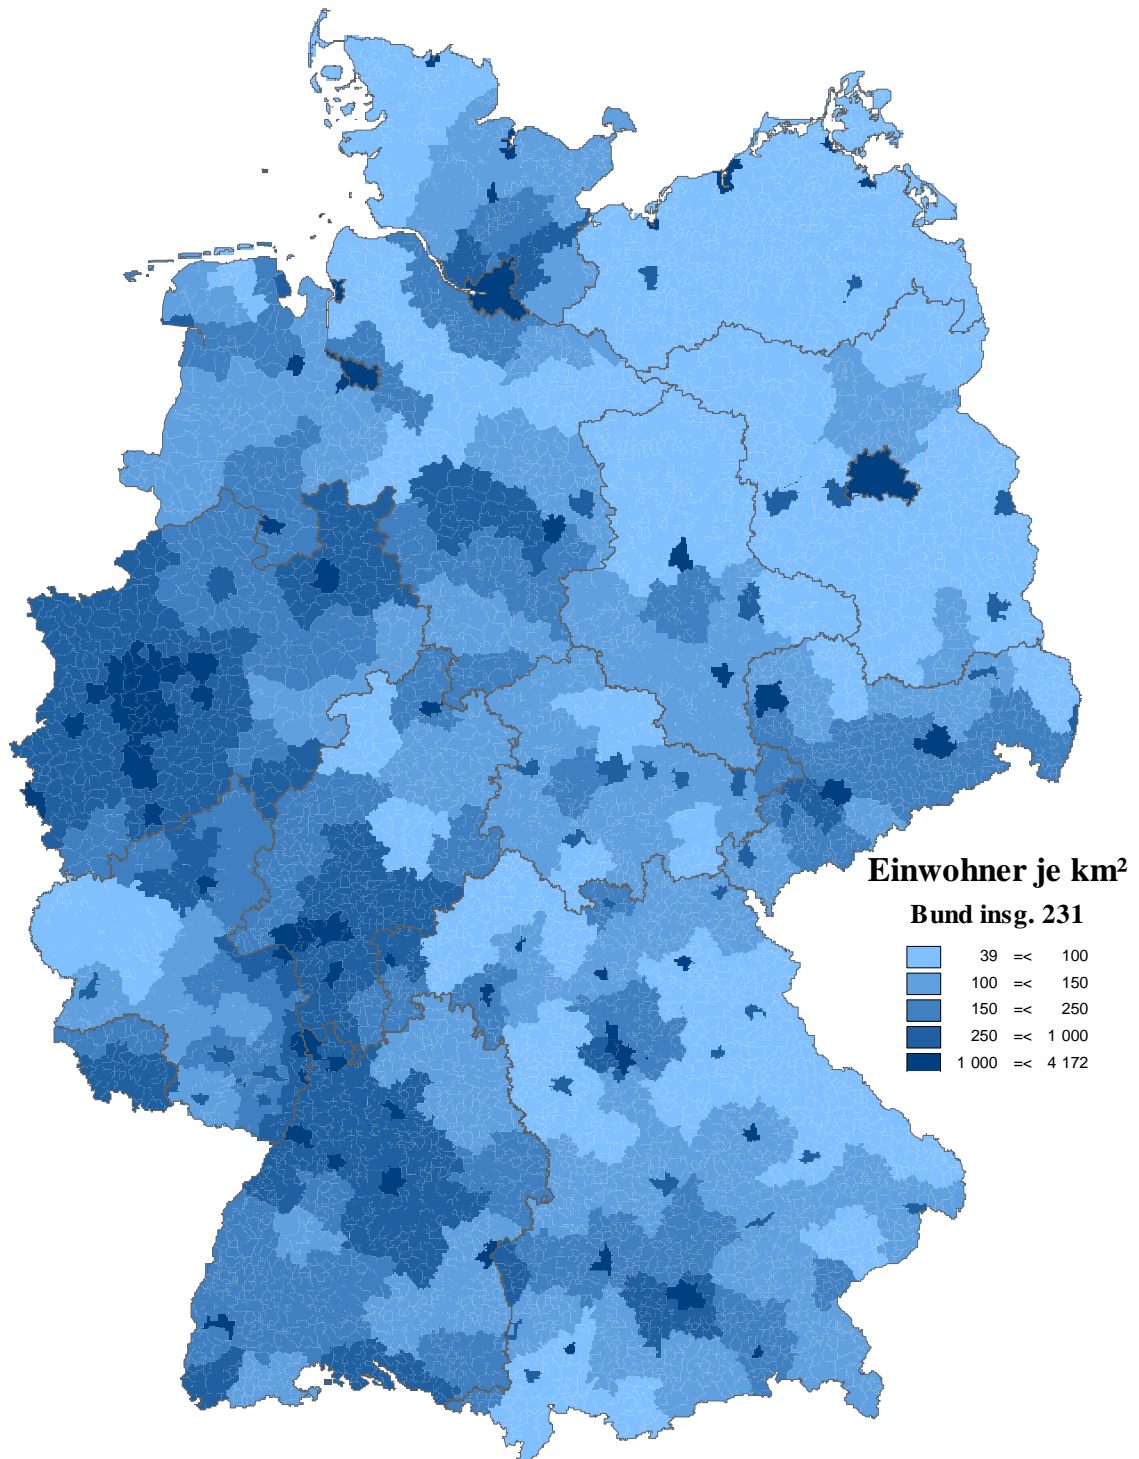 Einwohner je km²
Bund insg. 231
39 =< 100
100 =< 150
150 =< 250
250 =< 1 000
1 000 =< 4 172